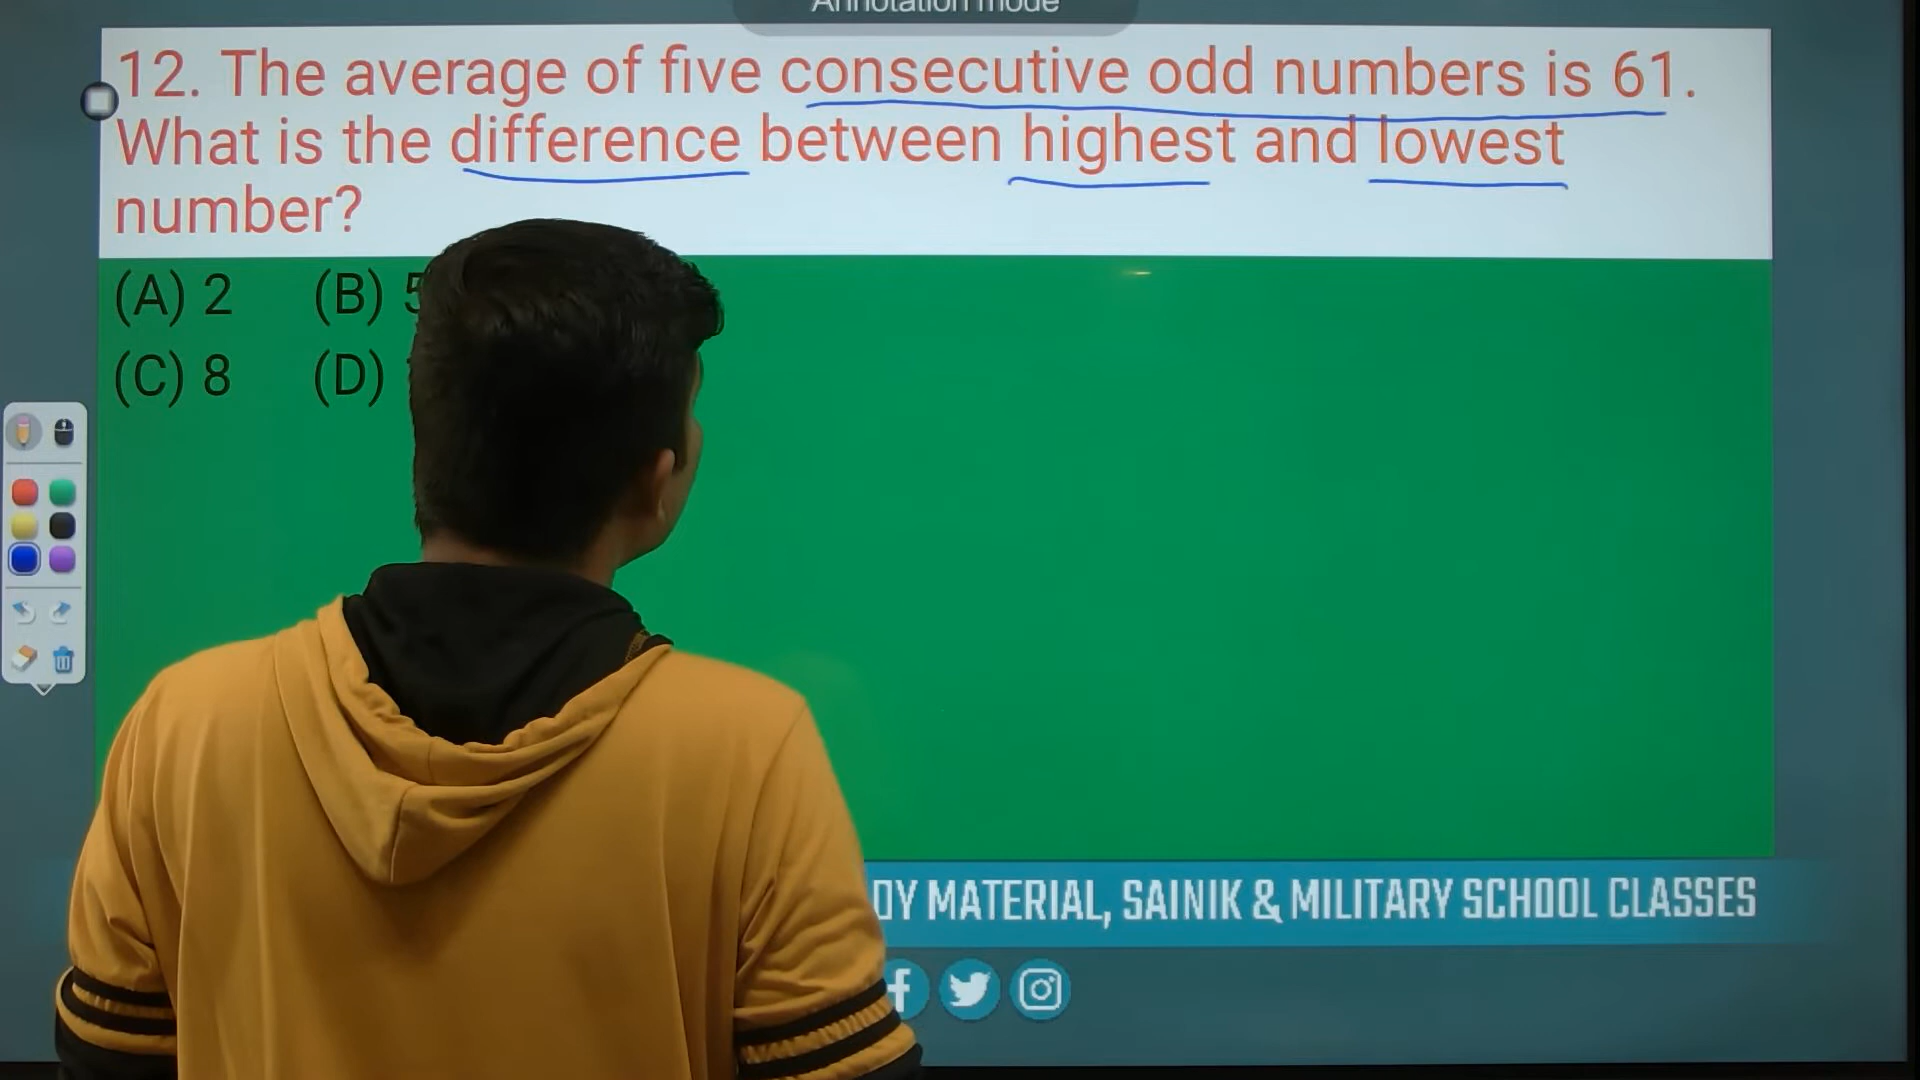 Annotation mode
12. The average of five consecutive odd numbers is 61.
What is the difference between highest and lowest
number?
(A) 2 (B) 5
(C) 8 (D)
MATERIAL, SAINIK & MILITARY SCHOOL CLASSES